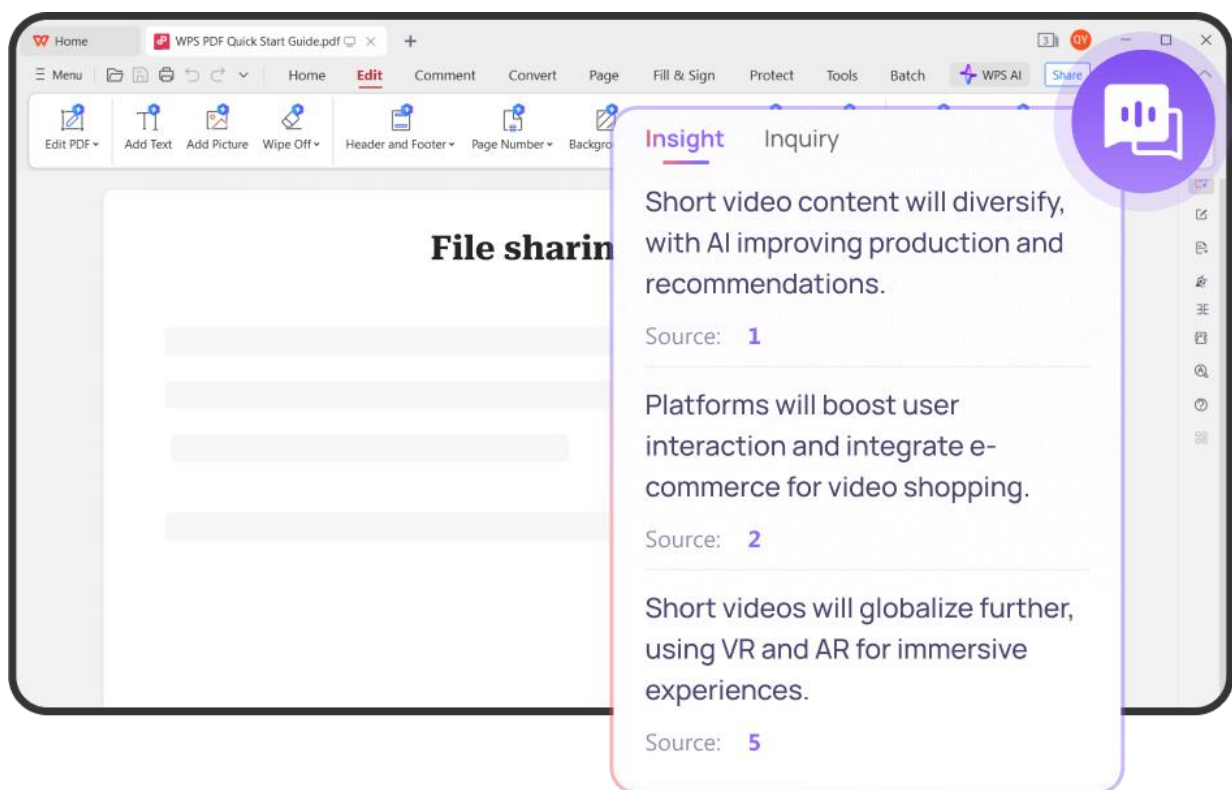 Home
WPS PDF Quick Start Guide.pdf
3
QY
Menu
Home Edit Comment Convert Page Fill & Sign Protect Tools Batch WPS AI Share
Edit PDF Add Text Add Picture Wipe Off Header and Footer Page Number
File sharin
Insight Inquiry
Short video content will diversify,
with AI improving production and
recommendations.
Source: 1
Platforms will boost user
interaction and integrate e-
commerce for video shopping.
Source: 2
Short videos will globalize further,
using VR and AR for immersive
experiences.
Source: 5